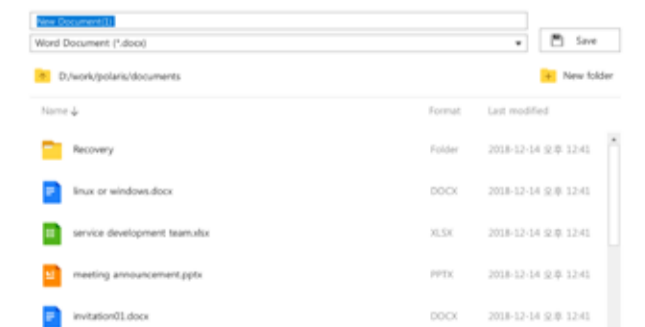 New Document(1)
Word Document (*.docx)
Save
D:/work/polaris/documents
New folder
Name ↓ Format Last modified
Recovery Folder 2018-12-14 오후 12:41
linux or windows.docx DOCX 2018-12-14 오후 12:41
service development team.xlsx XLSX 2018-12-14 오후 12:41
meeting announcement.pptx PPTX 2018-12-14 오후 12:41
invitation01.docx DOCX 2018-12-14 오후 12:41